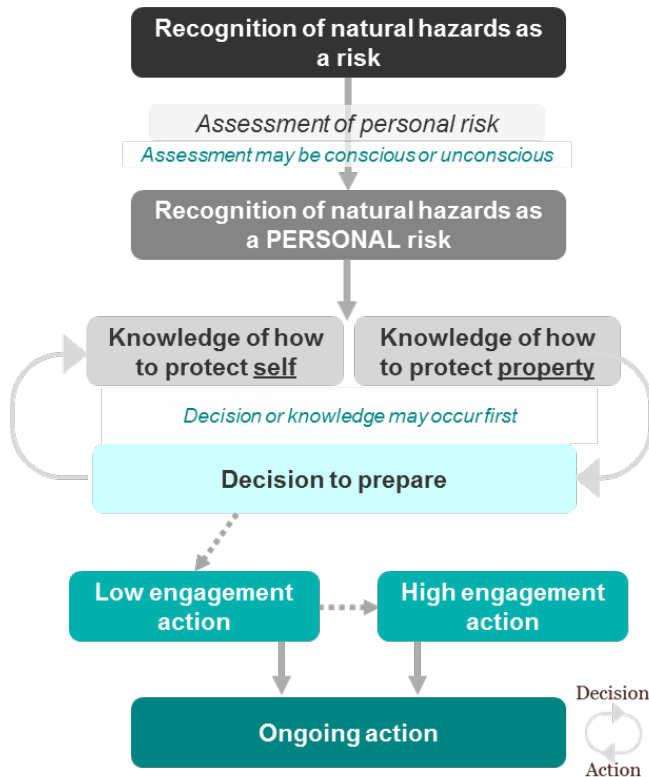 Recognition of natural hazards as
a risk
Assessment of personal risk
Assessment may be conscious or unconscious
Recognition of natural hazards as
a PERSONAL risk
Knowledge of how
to protect self
Knowledge of how
to protect property
Decision or knowledge may occur first
Decision to prepare
Low engagement
action
High engagement
action
Ongoing action
Decision
Action